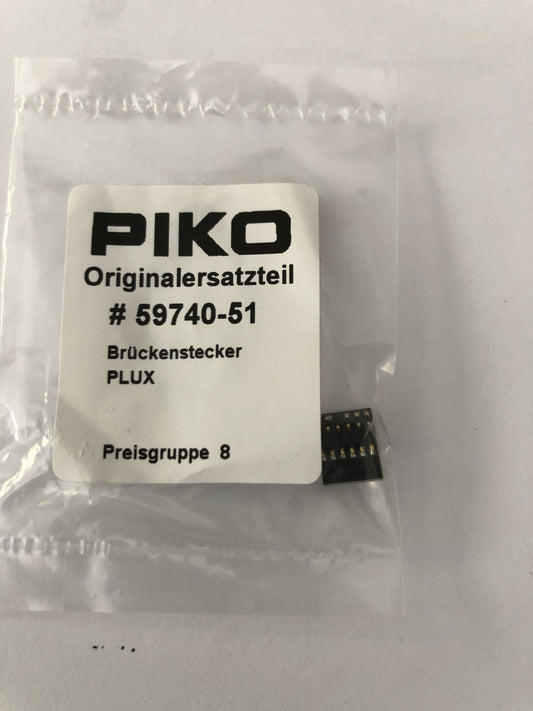 PIKO
Originalersatzteil
# 59740-51
Brückenstecker
PLUX
Preisgruppe 8